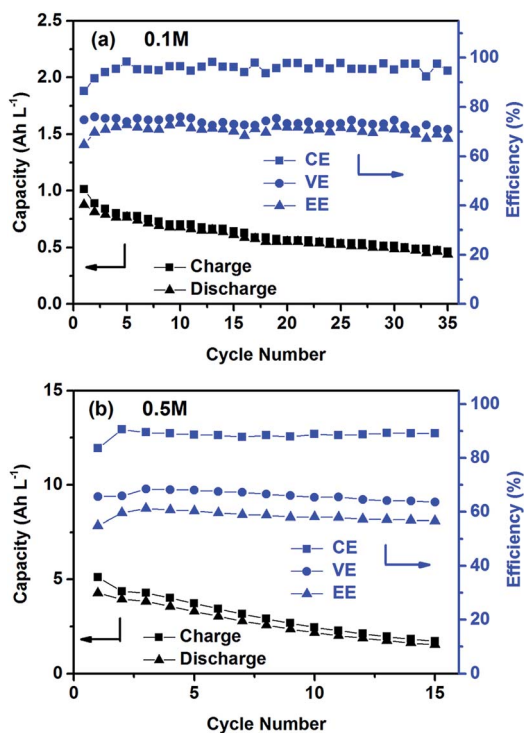 (a) 0.1M
Capacity (Ah L⁻¹)
2.5
2.0
1.5
1.0
0.5
0.0
100
80
60
40
20
0
Efficiency (%)
CE
VE
EE
Charge
Discharge
0 5 10 15 20 25 30 35
Cycle Number
(b) 0.5M
Capacity (Ah L⁻¹)
15
10
5
0
100
80
60
40
20
0
Efficiency (%)
CE
VE
EE
Charge
Discharge
0 5 10 15
Cycle Number